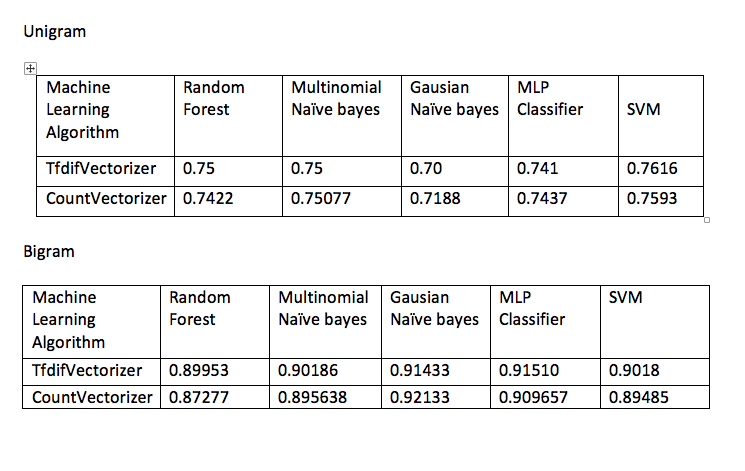 Unigram
Machine Learning Algorithm Random Forest Multinomial Naïve bayes Gausian Naïve bayes MLP Classifier SVM
TfdifVectorizer 0.75 0.75 0.70 0.741 0.7616
CountVectorizer 0.7422 0.75077 0.7188 0.7437 0.7593
Bigram
Machine Learning Algorithm Random Forest Multinomial Naïve bayes Gausian Naïve bayes MLP Classifier SVM
TfdifVectorizer 0.89953 0.90186 0.91433 0.91510 0.9018
CountVectorizer 0.87277 0.895638 0.92133 0.909657 0.89485